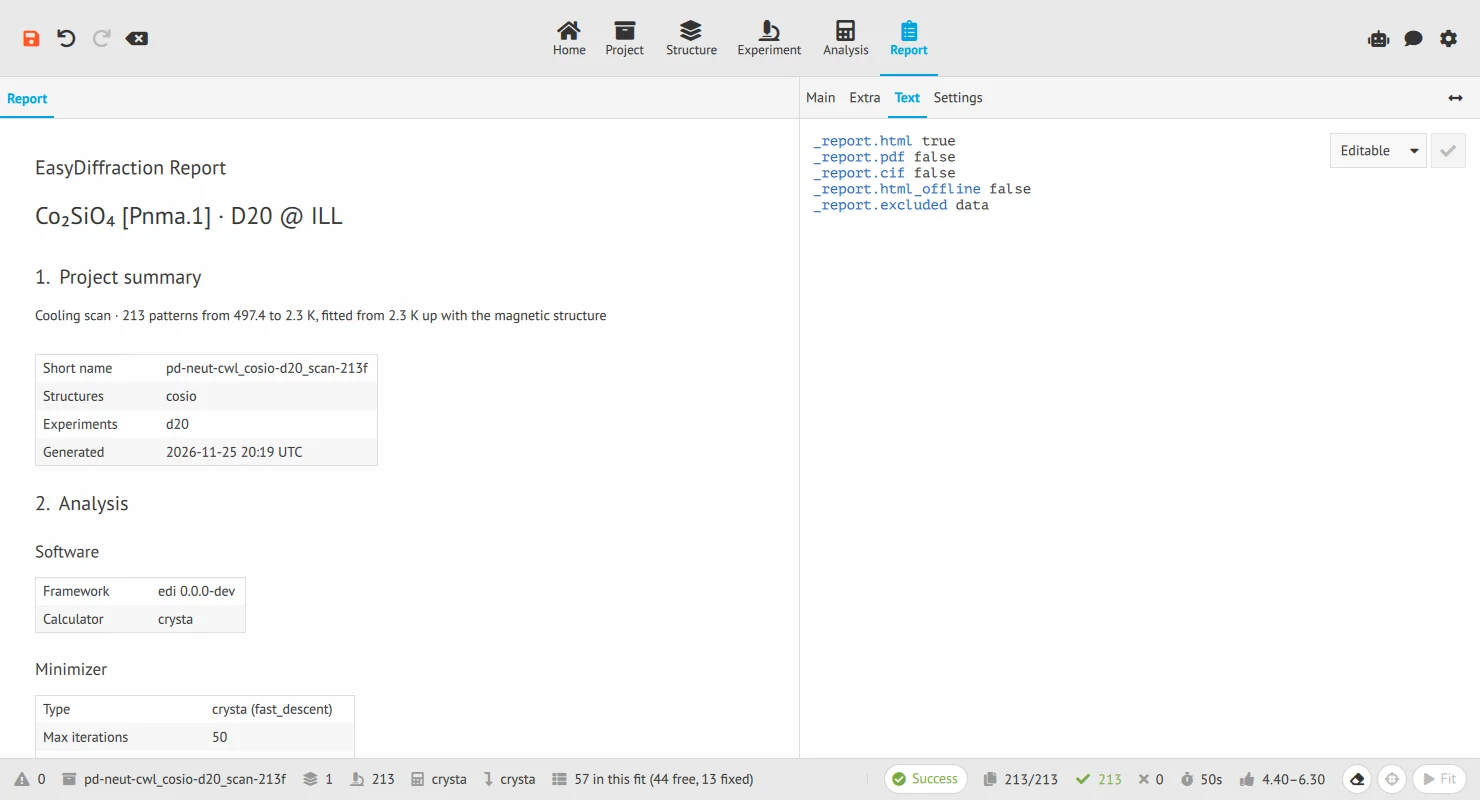 Home
Project
Structure
Experiment
Analysis
Report
Report
Main
Extra
Text
Settings
EasyDiffraction Report
Co₂SiO₄ [Pnma.1] · D20 @ ILL
1. Project summary
Cooling scan · 213 patterns from 497.4 to 2.3 K, fitted from 2.3 K up with the magnetic structure
Short name pd-neut-cwl_cosio-d20_scan-213f
Structures cosio
Experiments d20
Generated 2026-11-25 20:19 UTC
2. Analysis
Software
Framework edi 0.0.0-dev
Calculator crysta
Minimizer
Type crysta (fast_descent)
Max iterations 50
_report.html true
_report.pdf false
_report.cif false
_report.html_offline false
_report.excluded data
Editable
0 pd-neut-cwl_cosio-d20_scan-213f 1 213 crysta crysta 57 in this fit (44 free, 13 fixed) Success 213/213 213 0 50s 4.40–6.30 Fit